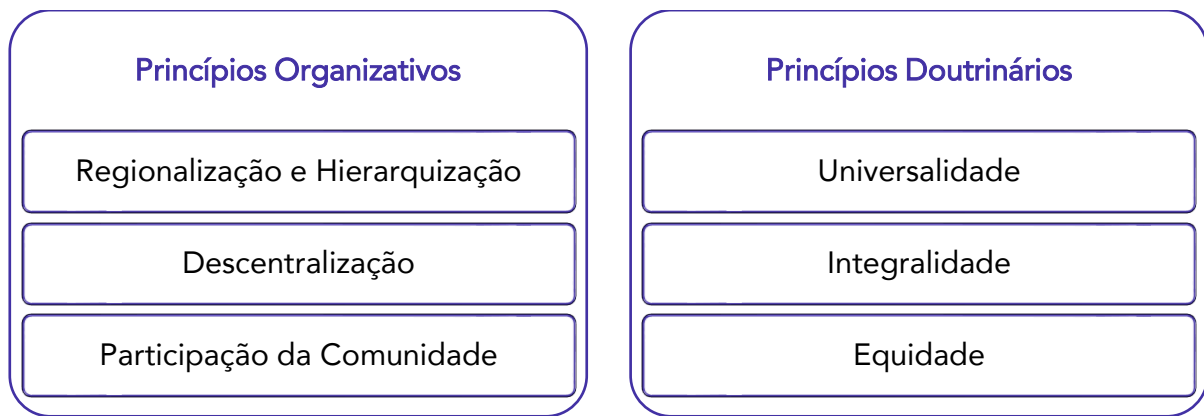 Princípios Organizativos
Regionalização e Hierarquização
Descentralização
Participação da Comunidade
Princípios Doutrinários
Universalidade
Integralidade
Equidade